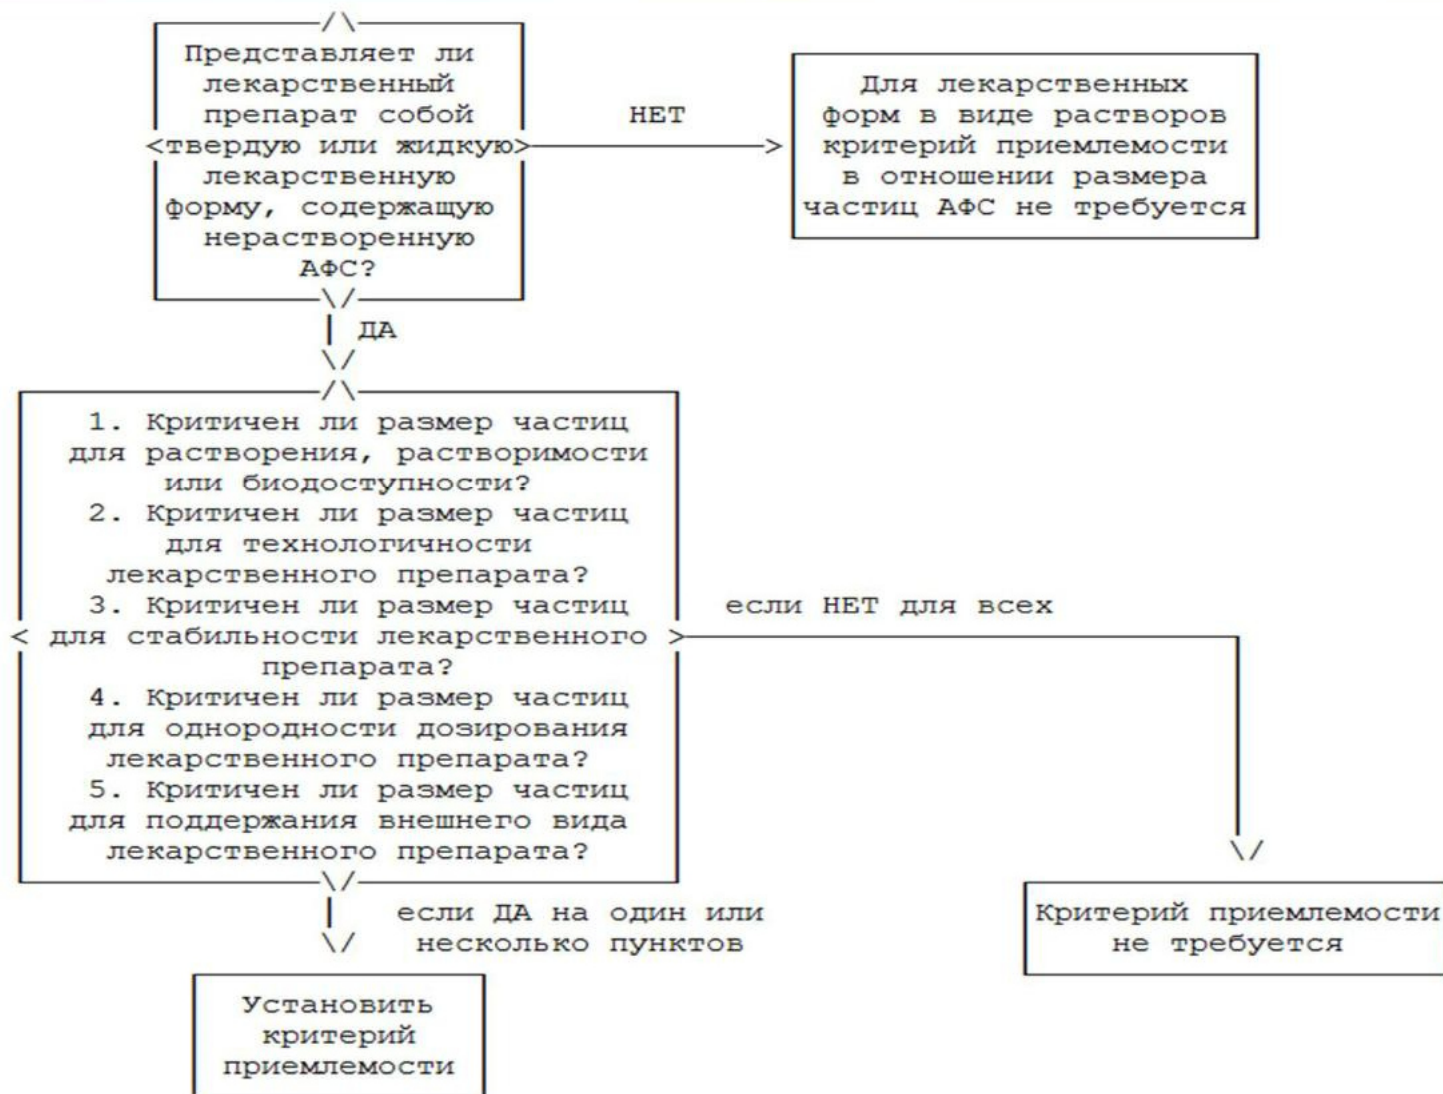 Представляет ли
лекарственный
препарат собой
<твердую или жидкую>
лекарственную
форму, содержащую
нерастворенную
АФС?
НЕТ
Для лекарственных
форм в виде растворов
критерий приемлемости
в отношении размера
частиц АФС не требуется
ДА
1. Критичен ли размер частиц
для растворения, растворимости
или биодоступности?
2. Критичен ли размер частиц
для технологичности
лекарственного препарата?
3. Критичен ли размер частиц
< для стабильности лекарственного >
препарата?
4. Критичен ли размер частиц
для однородности дозирования
лекарственного препарата?
5. Критичен ли размер частиц
для поддержания внешнего вида
лекарственного препарата?
если НЕТ для всех
Критерий приемлемости
не требуется
если ДА на один или
несколько пунктов
Установить
критерий
приемлемости